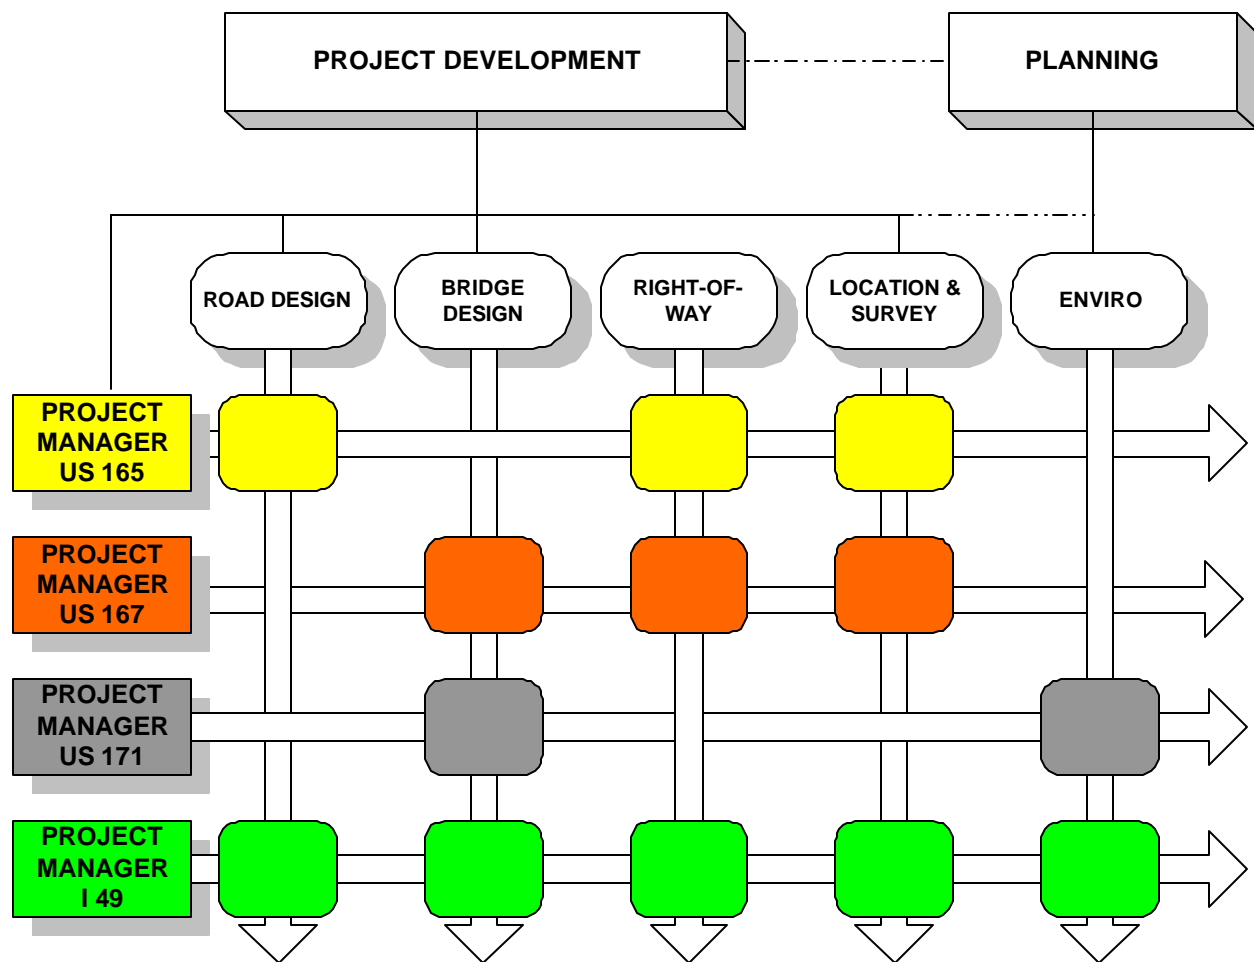 PROJECT DEVELOPMENT
PLANNING
ROAD DESIGN
BRIDGE
DESIGN
RIGHT-OF-
WAY
LOCATION &
SURVEY
ENVIRO
PROJECT
MANAGER
US 165
PROJECT
MANAGER
US 167
PROJECT
MANAGER
US 171
PROJECT
MANAGER
I 49